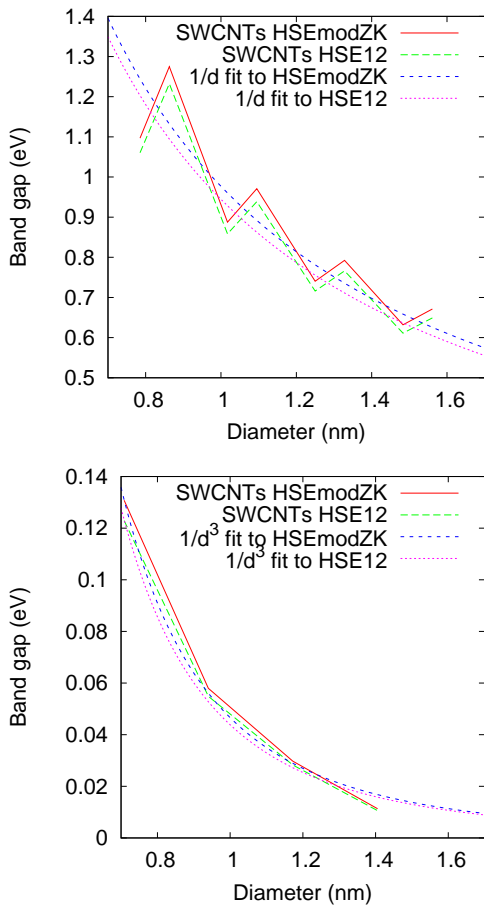 1.4
1.3
1.2
1.1
1
0.9
0.8
0.7
0.6
0.5
Band gap (eV)
SWCNTs HSEmodZK
SWCNTs HSE12
1/d fit to HSEmodZK
1/d fit to HSE12
0.8 1 1.2 1.4 1.6
Diameter (nm)
0.14
0.12
0.1
0.08
0.06
0.04
0.02
0
Band gap (eV)
SWCNTs HSEmodZK
SWCNTs HSE12
1/d³ fit to HSEmodZK
1/d³ fit to HSE12
0.8 1 1.2 1.4 1.6
Diameter (nm)